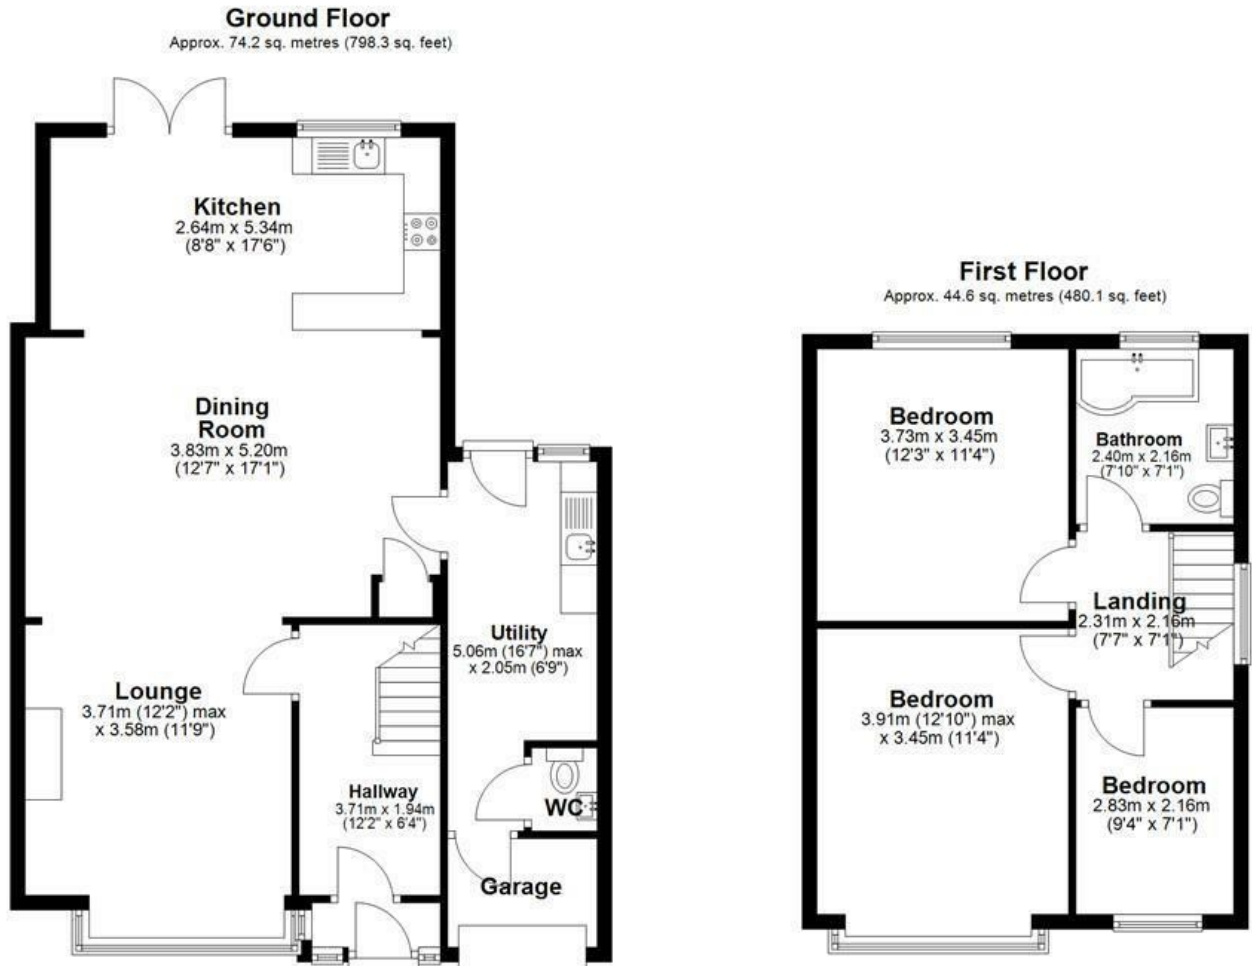 Ground Floor
Approx. 74.2 sq. metres (798.3 sq. feet)
Kitchen
2.64m x 5.34m
(8'8" x 17'6")
Dining
Room
3.83m x 5.20m
(12'7" x 17'1")
Utility
5.06m (16'7") max
x 2.05m (6'9")
Lounge
3.71m (12'2") max
x 3.58m (11'9")
Hallway
3.71m x 1.94m
(12'2" x 6'4")
WC
Garage
First Floor
Approx. 44.6 sq. metres (480.1 sq. feet)
Bedroom
3.73m x 3.45m
(12'3" x 11'4")
Bathroom
2.40m x 2.16m
(7'10" x 7'1")
Landing
2.31m x 2.16m
(7'7" x 7'1")
Bedroom
3.91m (12'10") max
x 3.45m (11'4")
Bedroom
2.83m x 2.16m
(9'4" x 7'1")